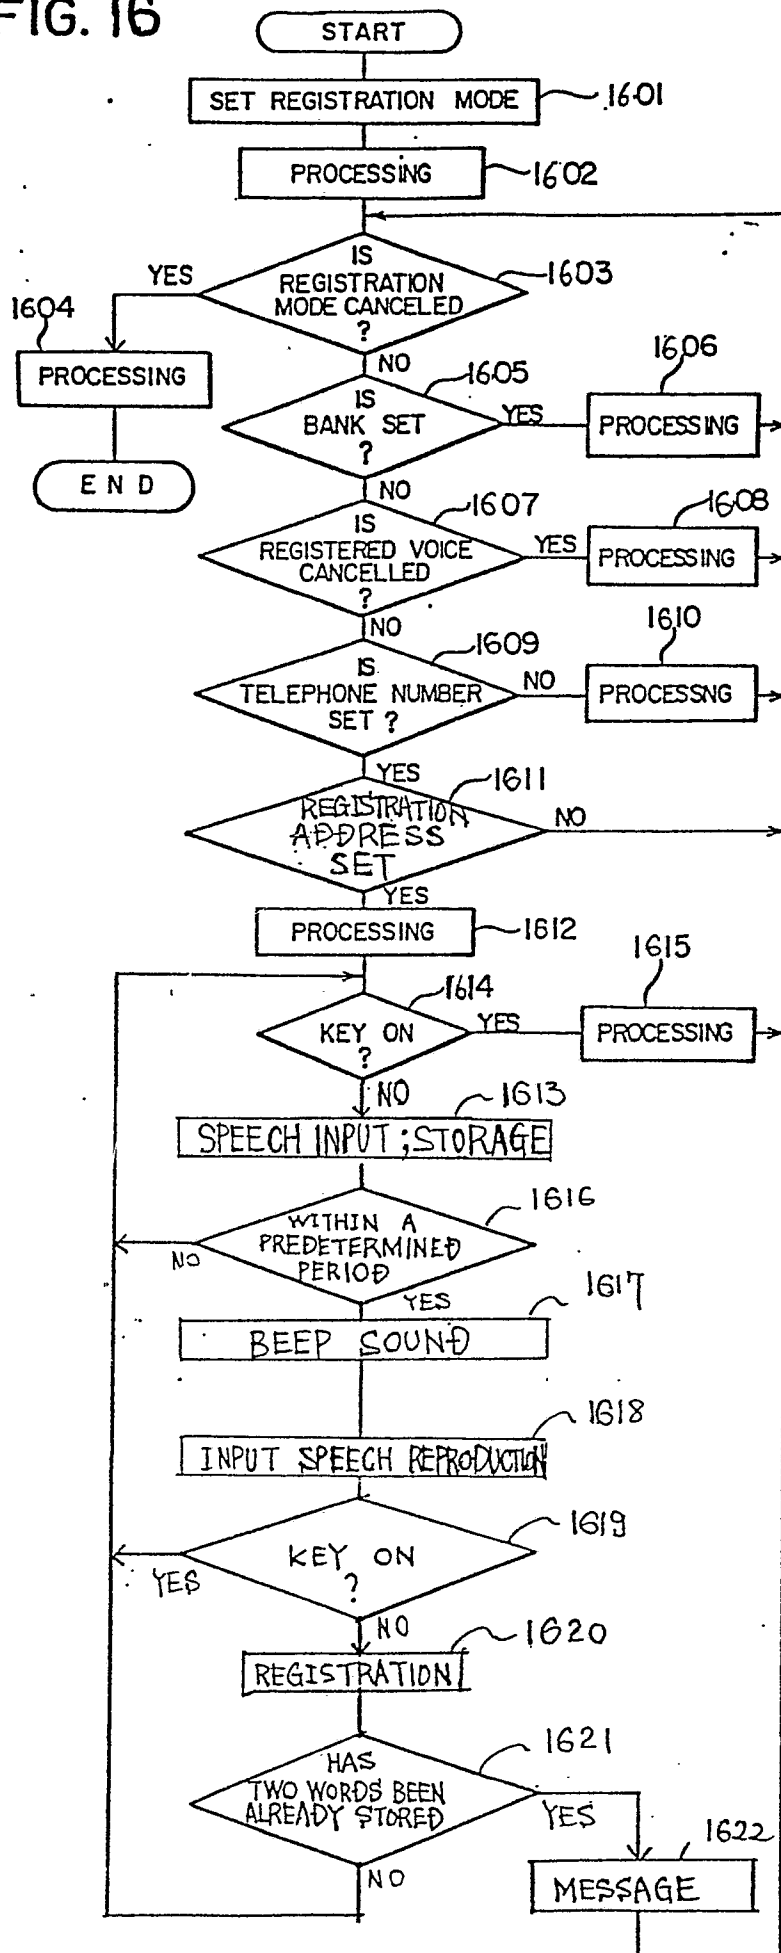 FIG. 16
START
SET REGISTRATION MODE
1601
PROCESSING
1602
IS
REGISTRATION
MODE CANCELED
?
1603
YES
1604
PROCESSING
END
NO
IS
BANK SET
?
1605
YES
1606
PROCESSING
NO
IS
REGISTERED VOICE
CANCELLED
?
1607
YES
1608
PROCESSING
NO
IS
TELEPHONE NUMBER
SET ?
1609
NO
1610
PROCESSNG
YES
REGISTRATION
ADDRESS
SET
1611
NO
YES
PROCESSING
1612
KEY ON
?
1614
YES
1615
PROCESSING
NO
1613
SPEECH INPUT ; STORAGE
WITHIN A
PREDETERMINED
PERIOD
1616
NO
YES
1617
BEEP SOUND
1618
INPUT SPEECH REPRODUCTION
KEY ON
?
1619
YES
NO
1620
REGISTRATION
HAS
TWO WORDS BEEN
ALREADY STORED
1621
YES
1622
MESSAGE
NO